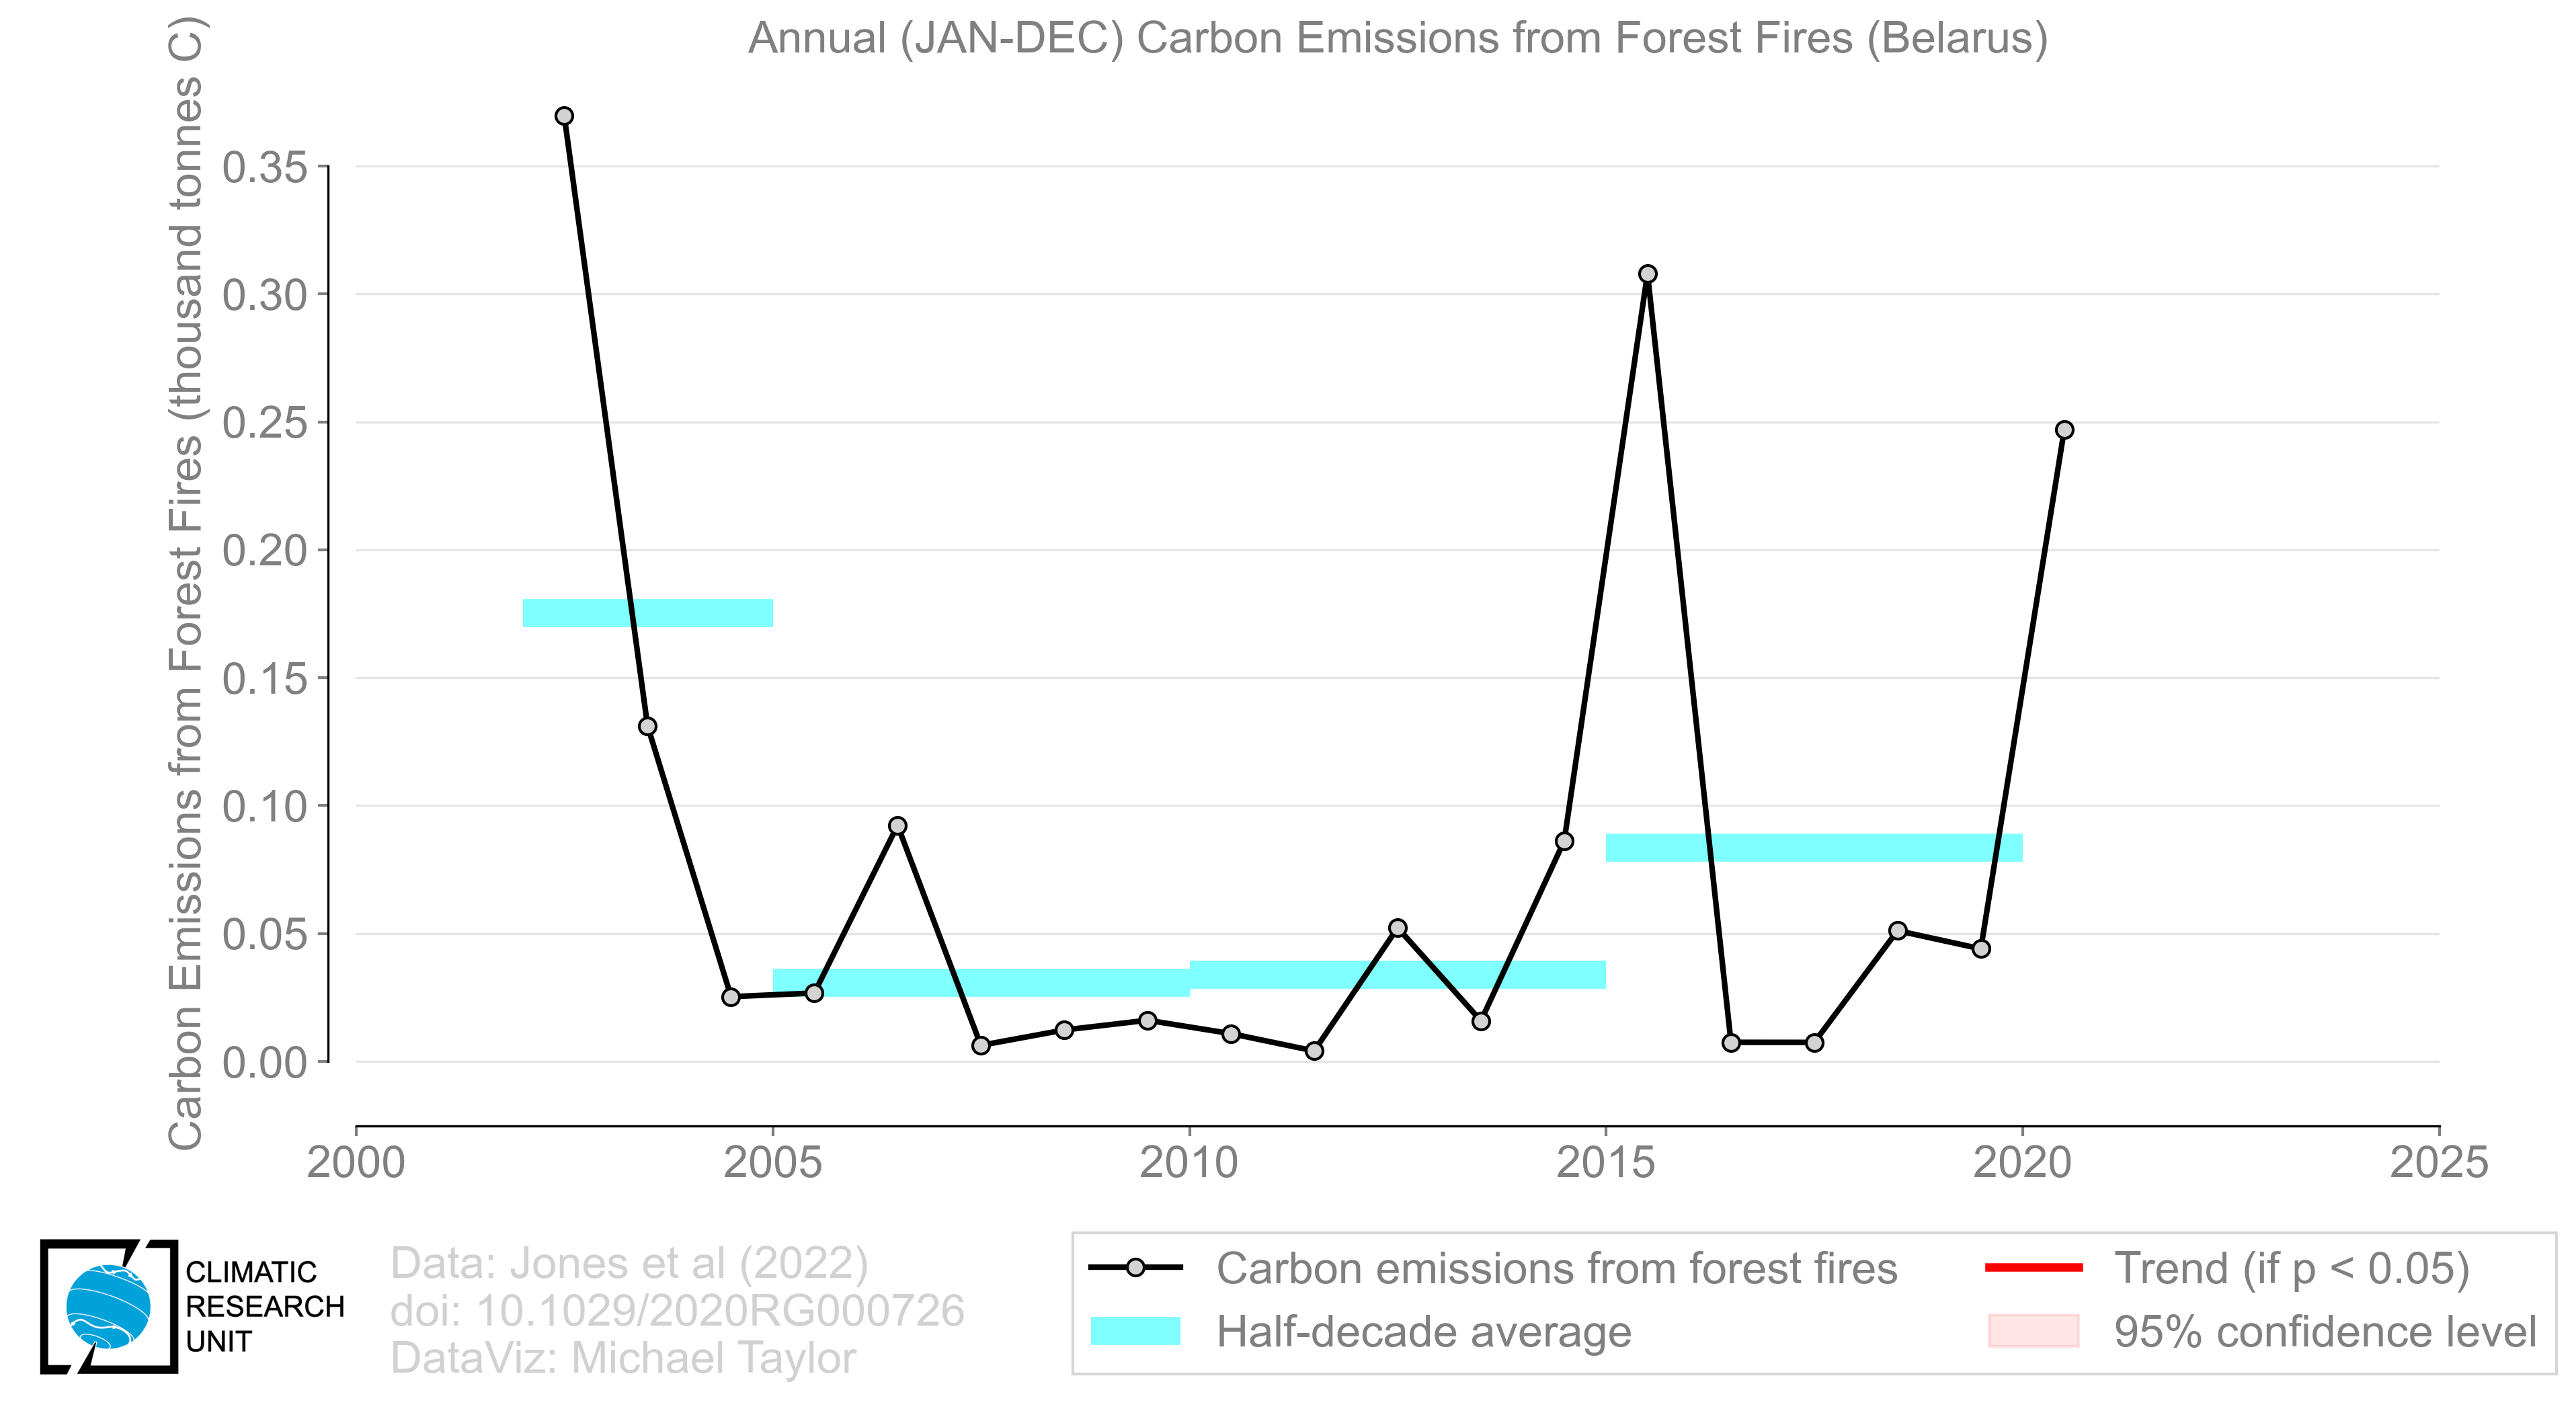 Annual (JAN-DEC) Carbon Emissions from Forest Fires (Belarus)
Carbon Emissions from Forest Fires (thousand tonnes C)
0.35
0.30
0.25
0.20
0.15
0.10
0.05
0.00
2000
2005
2010
2015
2020
2025
CLIMATIC
RESEARCH
UNIT
Data: Jones et al (2022)
doi: 10.1029/2020RG000726
DataViz: Michael Taylor
Carbon emissions from forest fires
Half-decade average
Trend (if p < 0.05)
95% confidence level